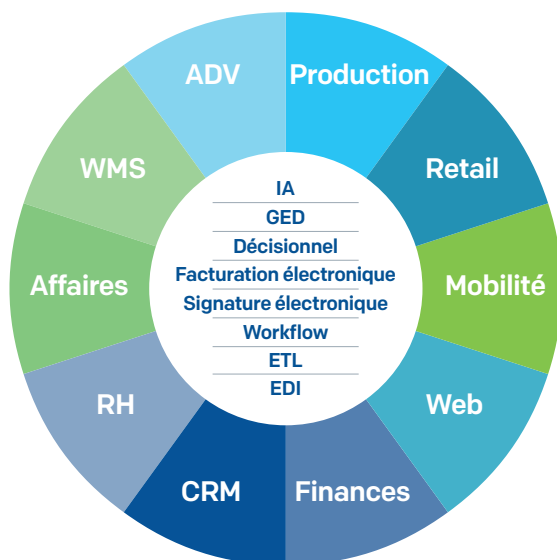 ADV
Production
Retail
Mobilité
Web
Finances
CRM
RH
Affaires
WMS
IA
GED
Décisionnel
Facturation électronique
Signature électronique
Workflow
ETL
EDI